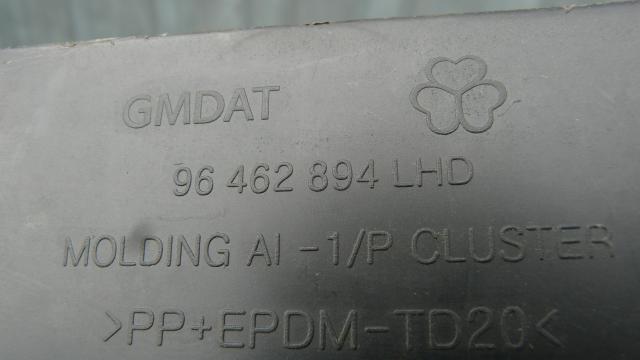 GMDAT
96 462 894 LHD
MOLDING AI -1/P CLUSTER
>PP+EPDM-TD20<